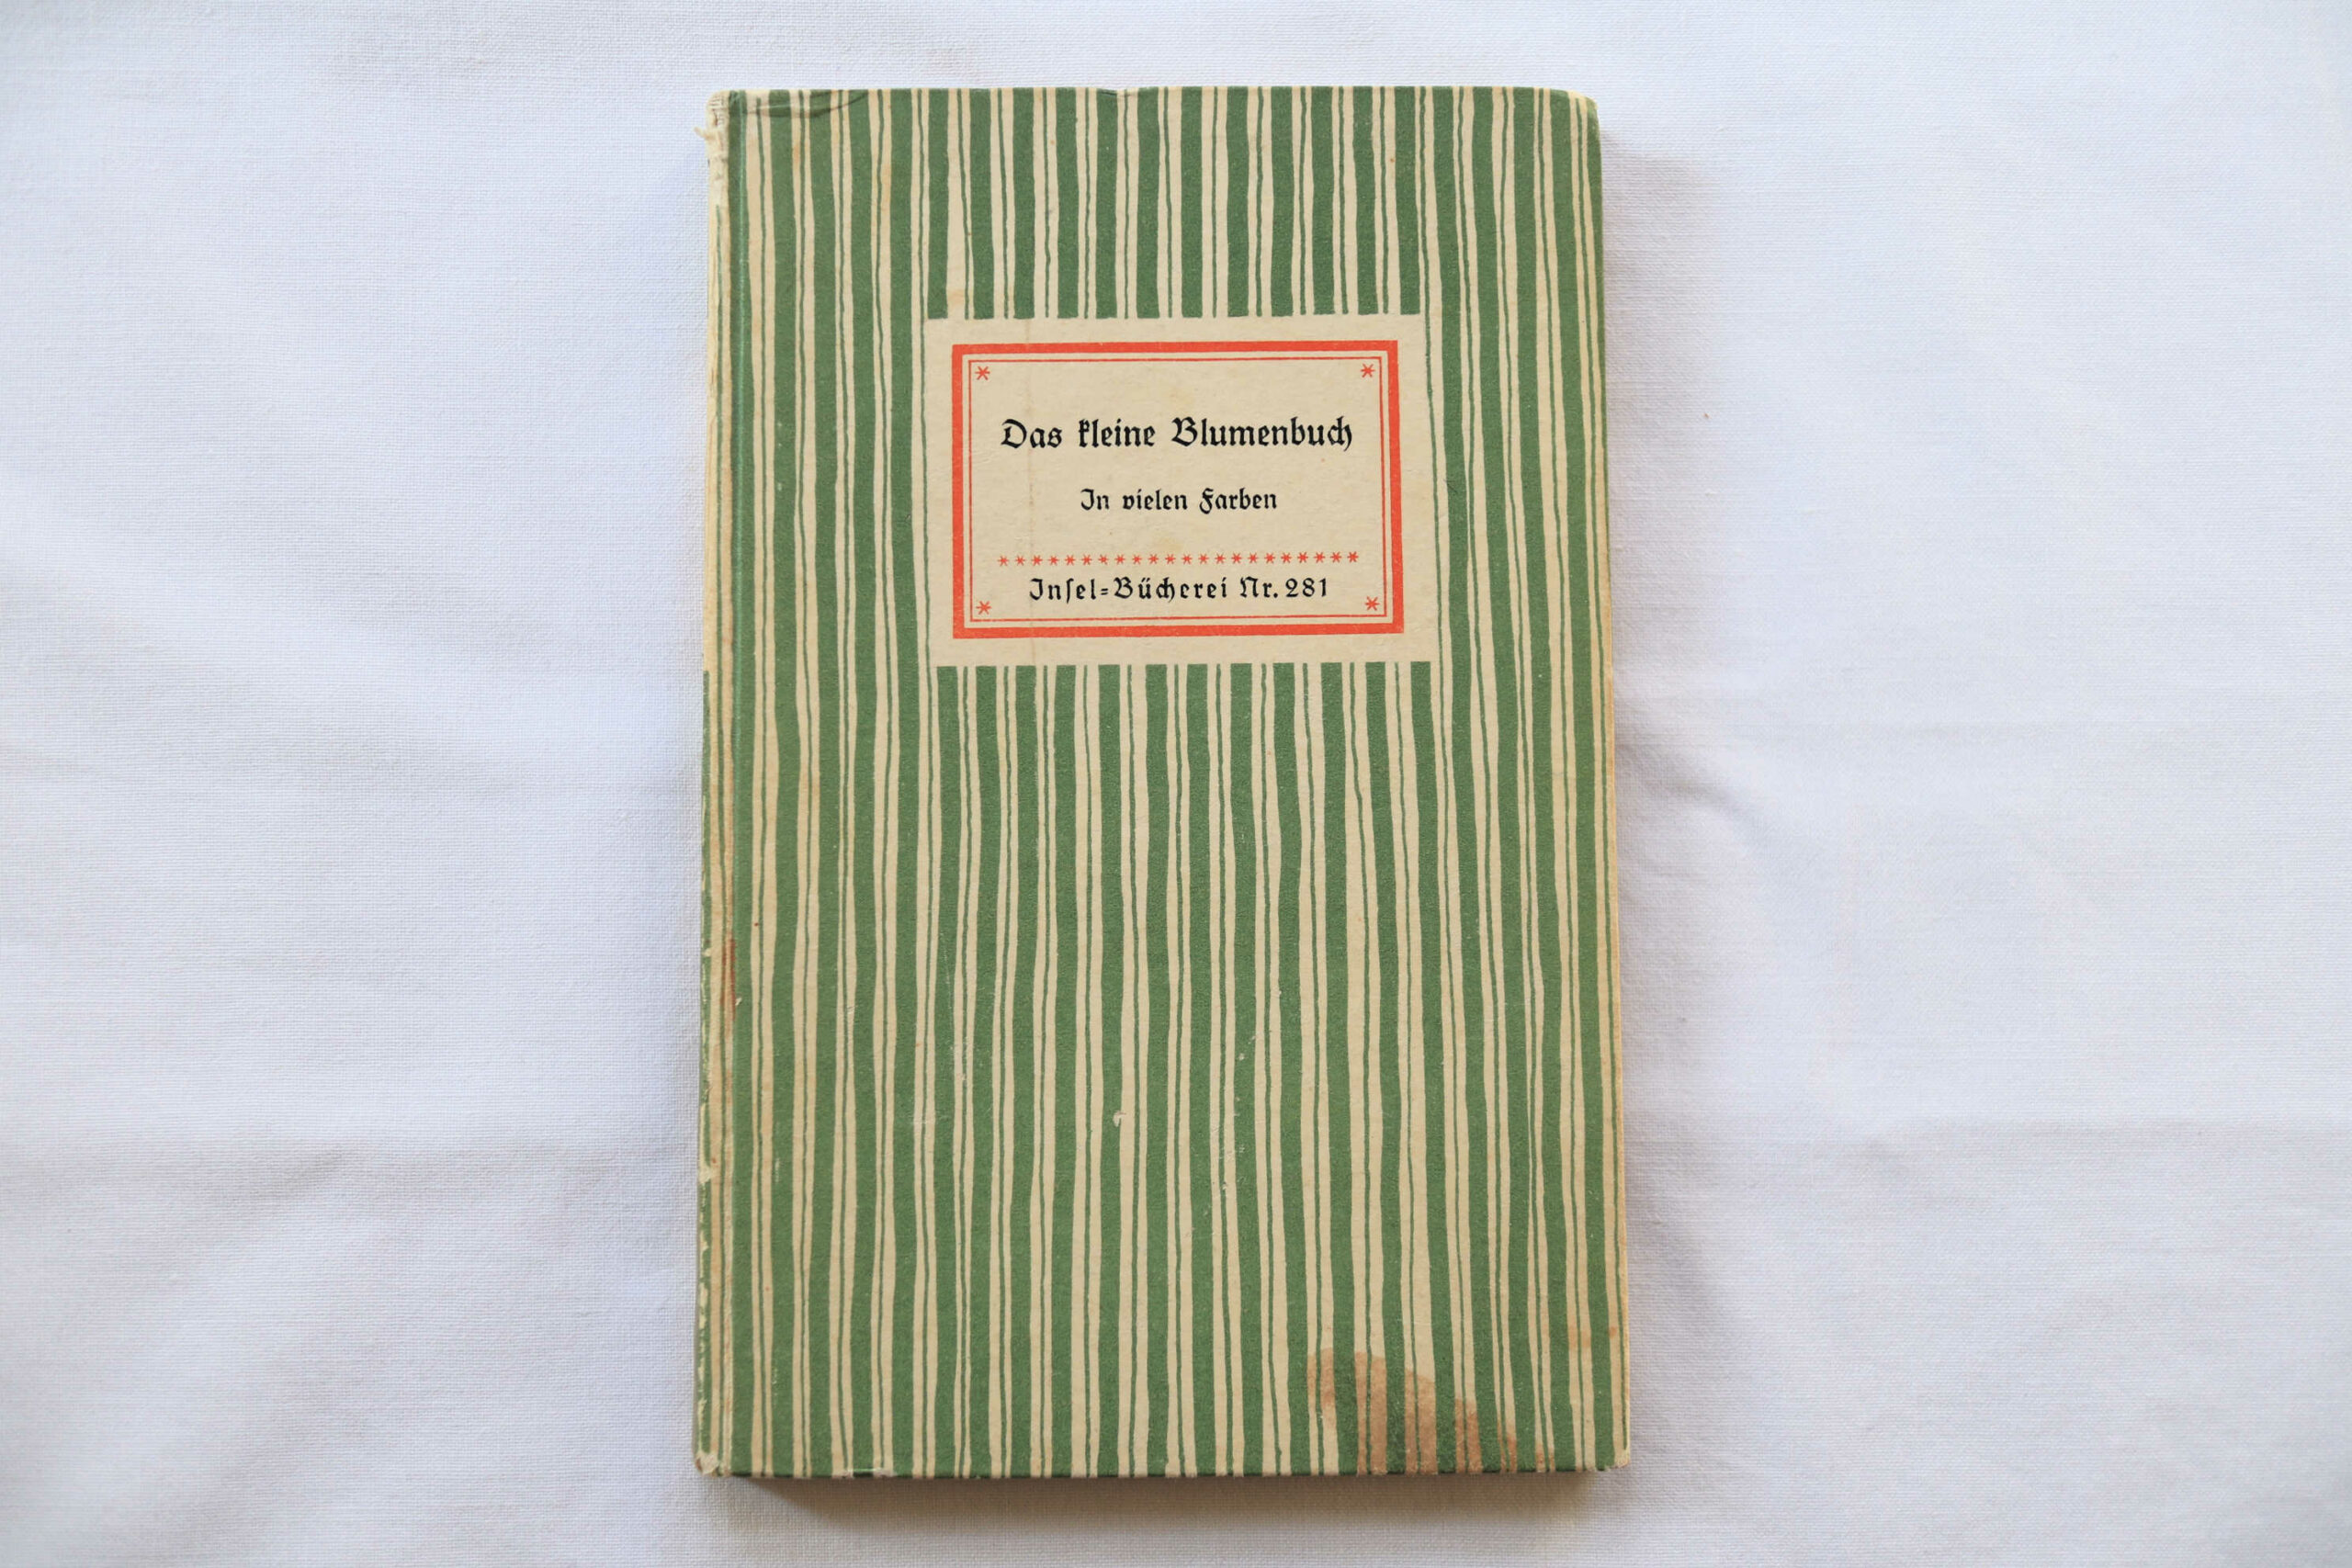 Das kleine Blumenbuch
In vielen Farben
Inſel-Bücherei Nr. 281